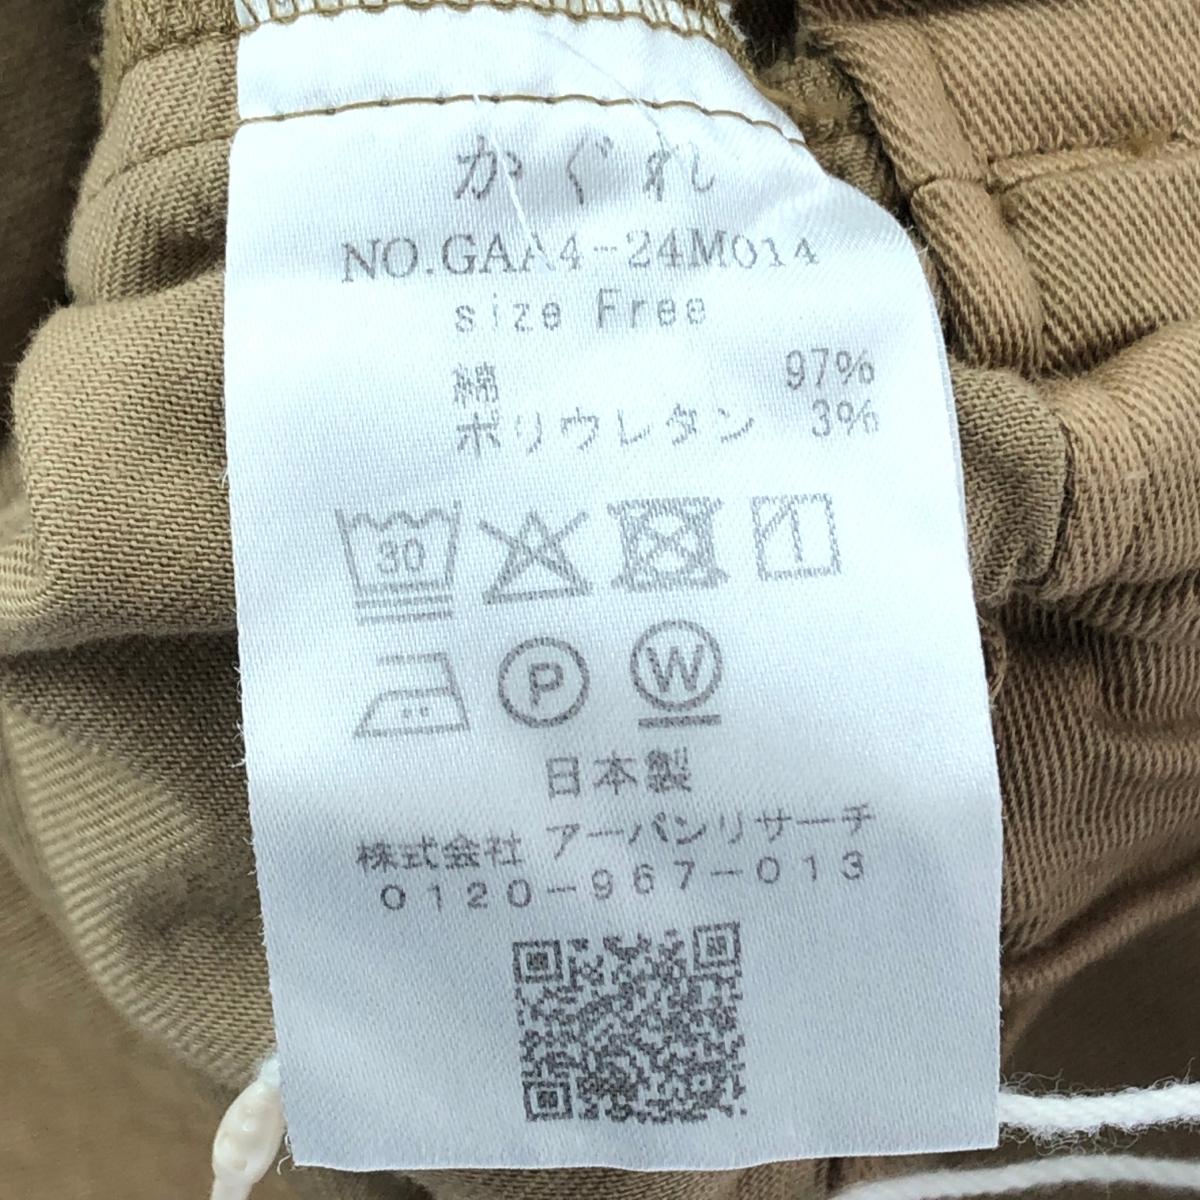 かぐれ
NO.GAA4-24M014
size Free
綿 97%
ポリウレタン 3%
30
P W
日本製
株式会社 アーバンリサーチ
0120-967-013